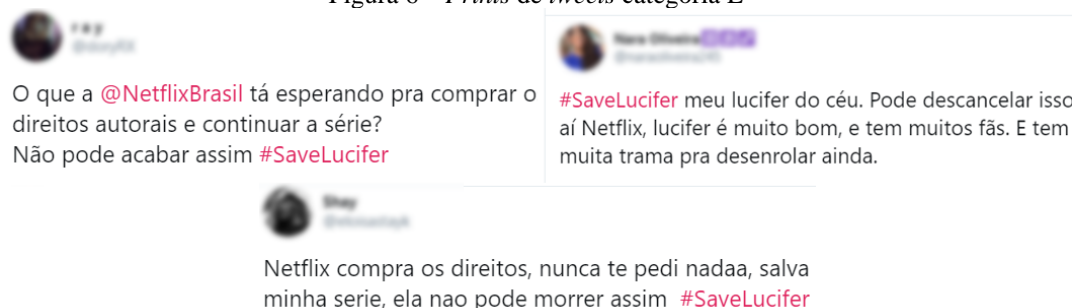 Figura 6 – Prints de tweets categoria E
O que a @NetflixBrasil tá esperando pra comprar o
direitos autorais e continuar a série?
Não pode acabar assim #SaveLucifer
#SaveLucifer meu lucifer do céu. Pode descancelar isso
aí Netflix, lucifer é muito bom, e tem muitos fãs. E tem
muita trama pra desenrolar ainda.
Shay
Netflix compra os direitos, nunca te pedi nadaa, salva
minha serie, ela nao pode morrer assim #SaveLucifer